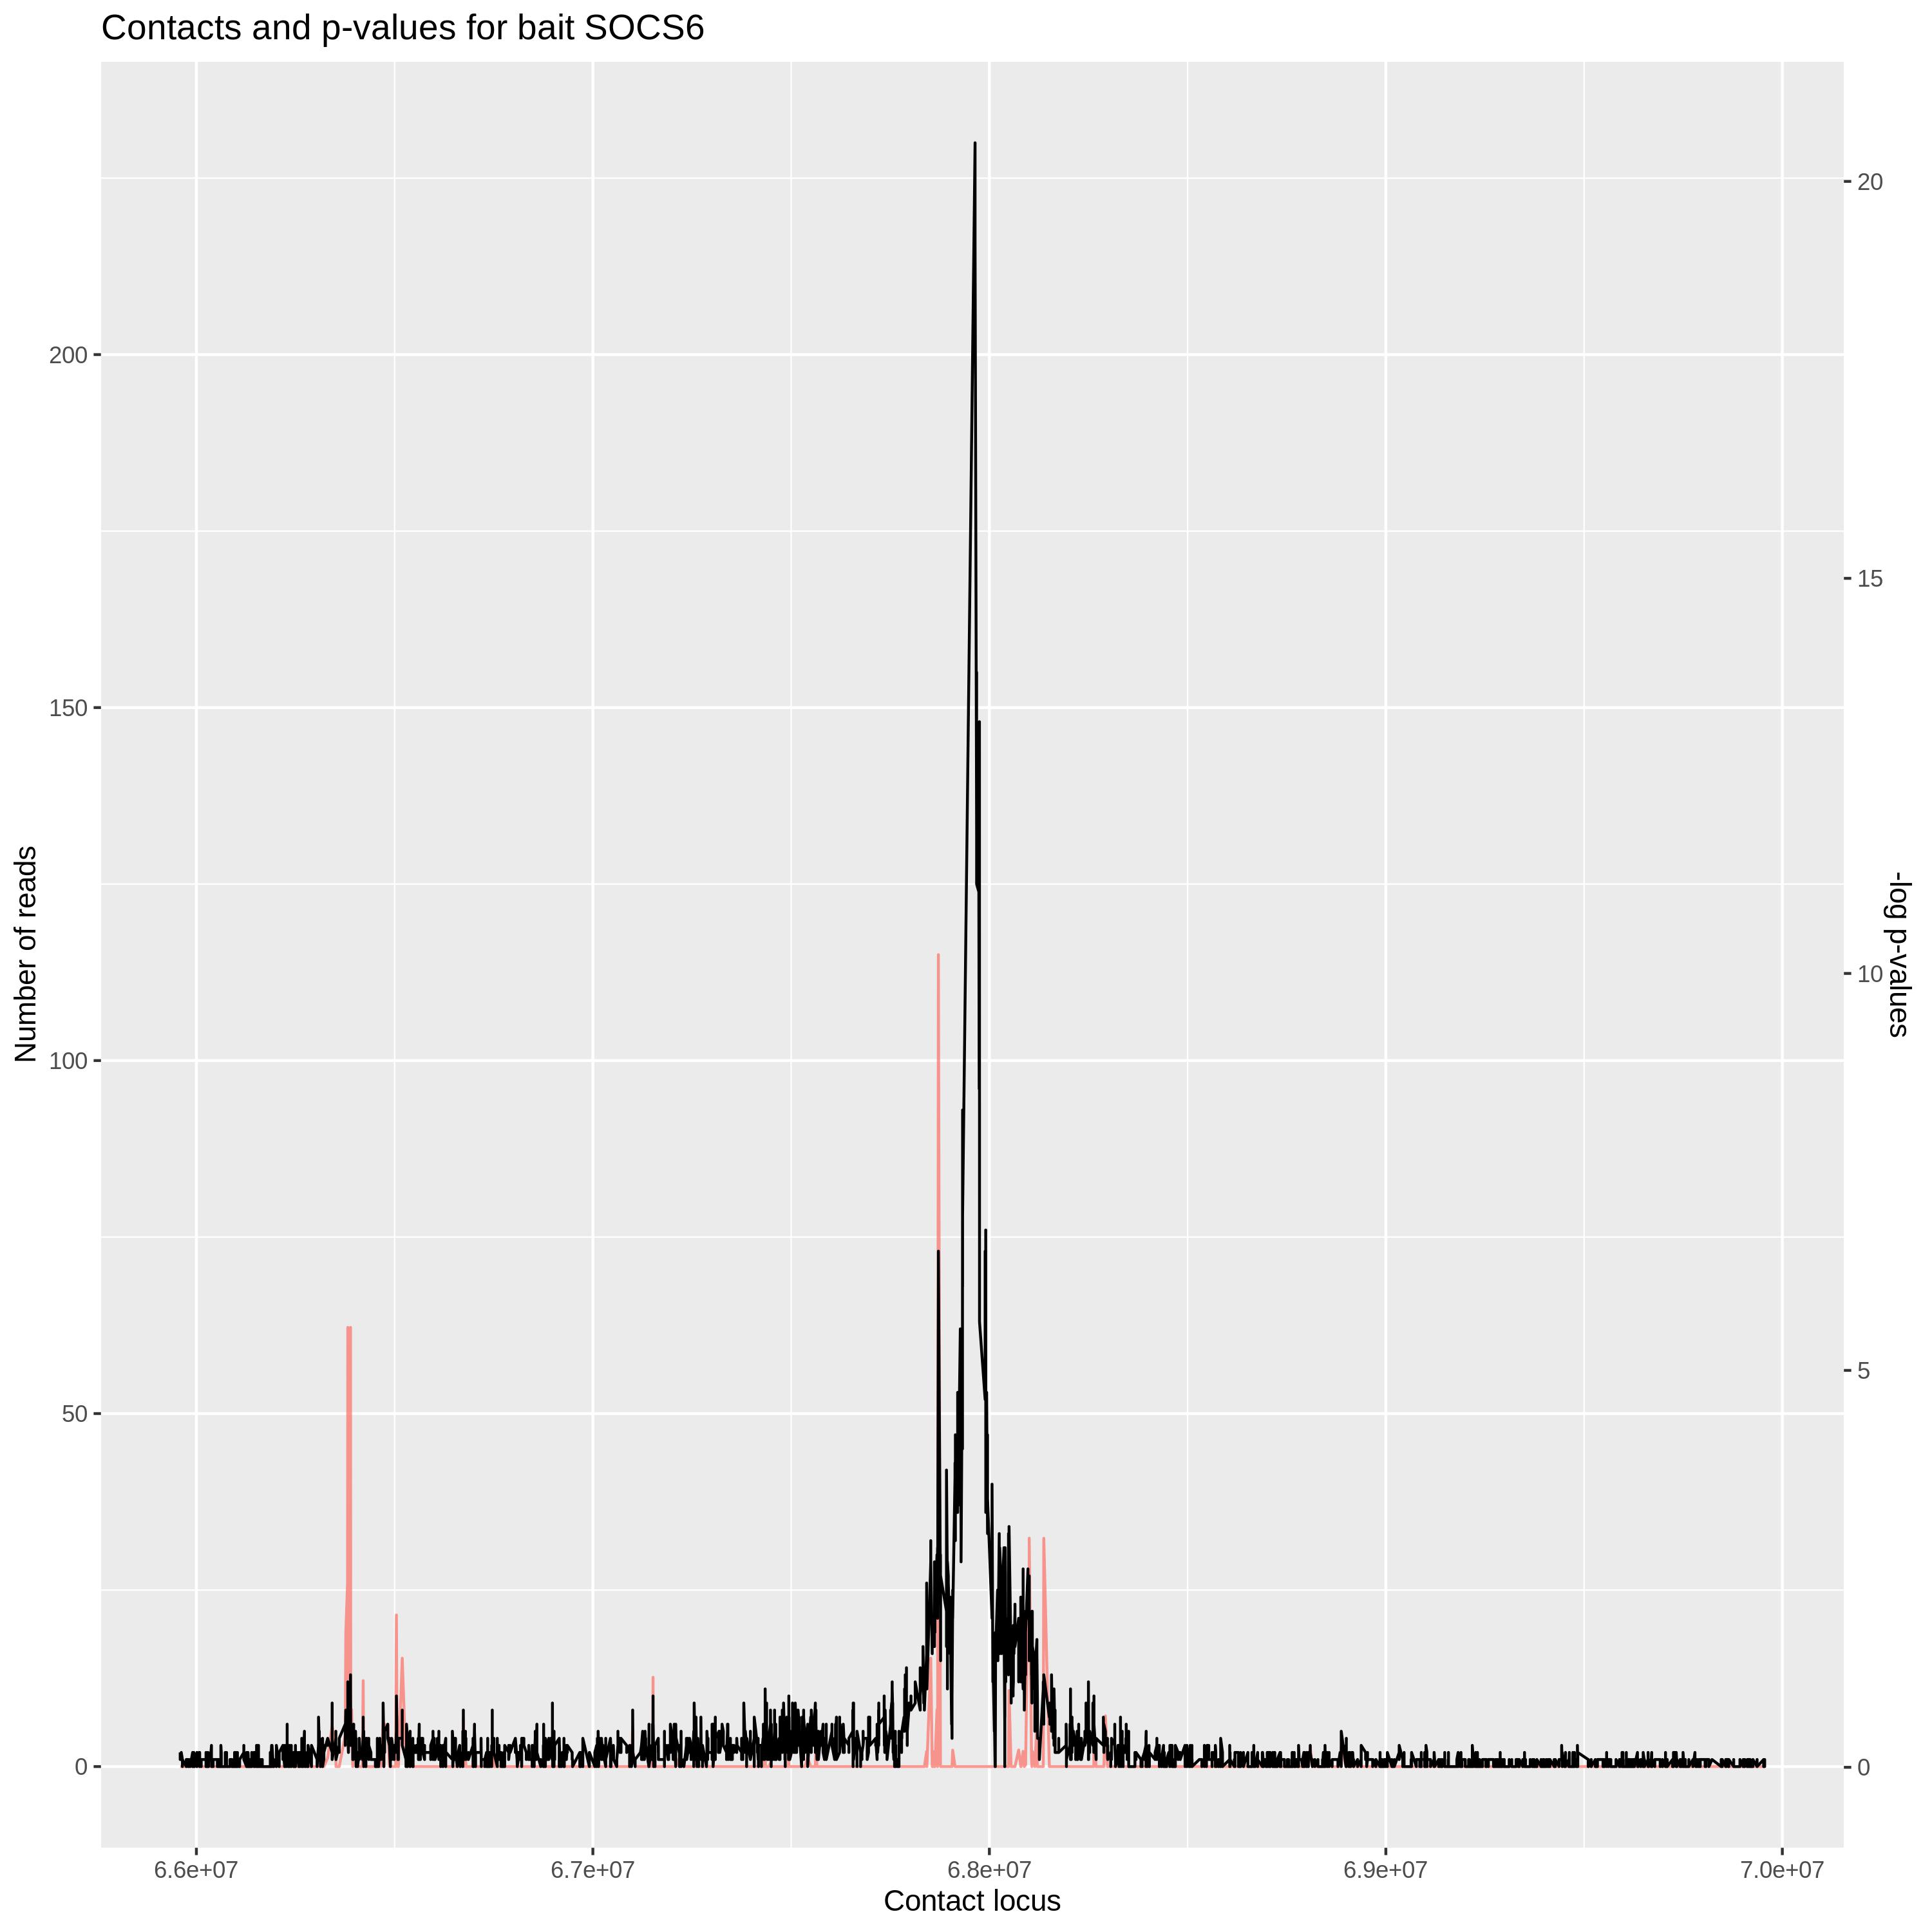 Contacts and p-values for bait SOCS6
Number of reads
200
150
100
50
0
20
15
10
5
0
-log p-values
6.6e+07 6.7e+07 6.8e+07 6.9e+07 7.0e+07
Contact locus